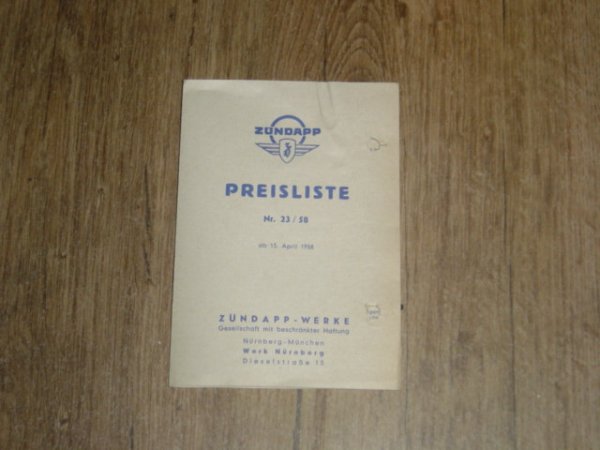 ZÜNDAPP
PREISLISTE
Nr. 23 / 58
ab 15. April 1958
ZÜNDAPP-WERKE
Gesellschaft mit beschränkter Haftung
Nürnberg-München
Werk Nürnberg
Dieselstraße 15